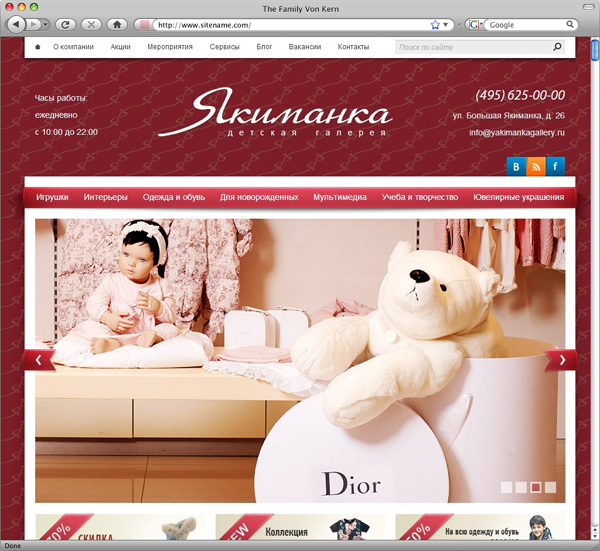 The Family Von Kern
http://www.sitename.com/
Google
О компании
Акции
Мероприятия
Сервисы
Блог
Вакансии
Контакты
Поиск по сайту
Часы работы:
ежедневно
с 10:00 до 22:00
Якиманка
детская галерея
(495) 625-00-00
ул. Большая Якиманка, д. 26
info@yakimankagallery.ru
B
f
Игрушки
Интерьеры
Одежда и обувь
Для новорожденных
Мультимедиа
Учеба и творчество
Ювелирные украшения
Dior
СКИДКА
NEW
Коллекция
На всю одежду и обувь
Done